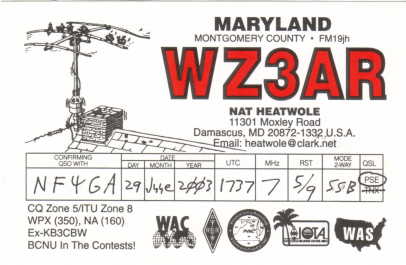 MARYLAND
MONTGOMERY COUNTY • FM19jh
WZ3AR
NAT HEATWOLE
11301 Moxley Road
Damascus, MD 20872-1332 U.S.A.
Email: heatwole@clark.net
CONFIRMING QSO WITH DATE DAY MONTH YEAR UTC MHz RST MODE 2-WAY QSL
NF4GA 29 June 2003 1737 7 5/9 SSB PSE TNX
CQ Zone 5/ITU Zone 8
WPX (350), NA (160)
Ex-KB3CBW
BCNU In The Contests!
WAC
IOTA
WAS